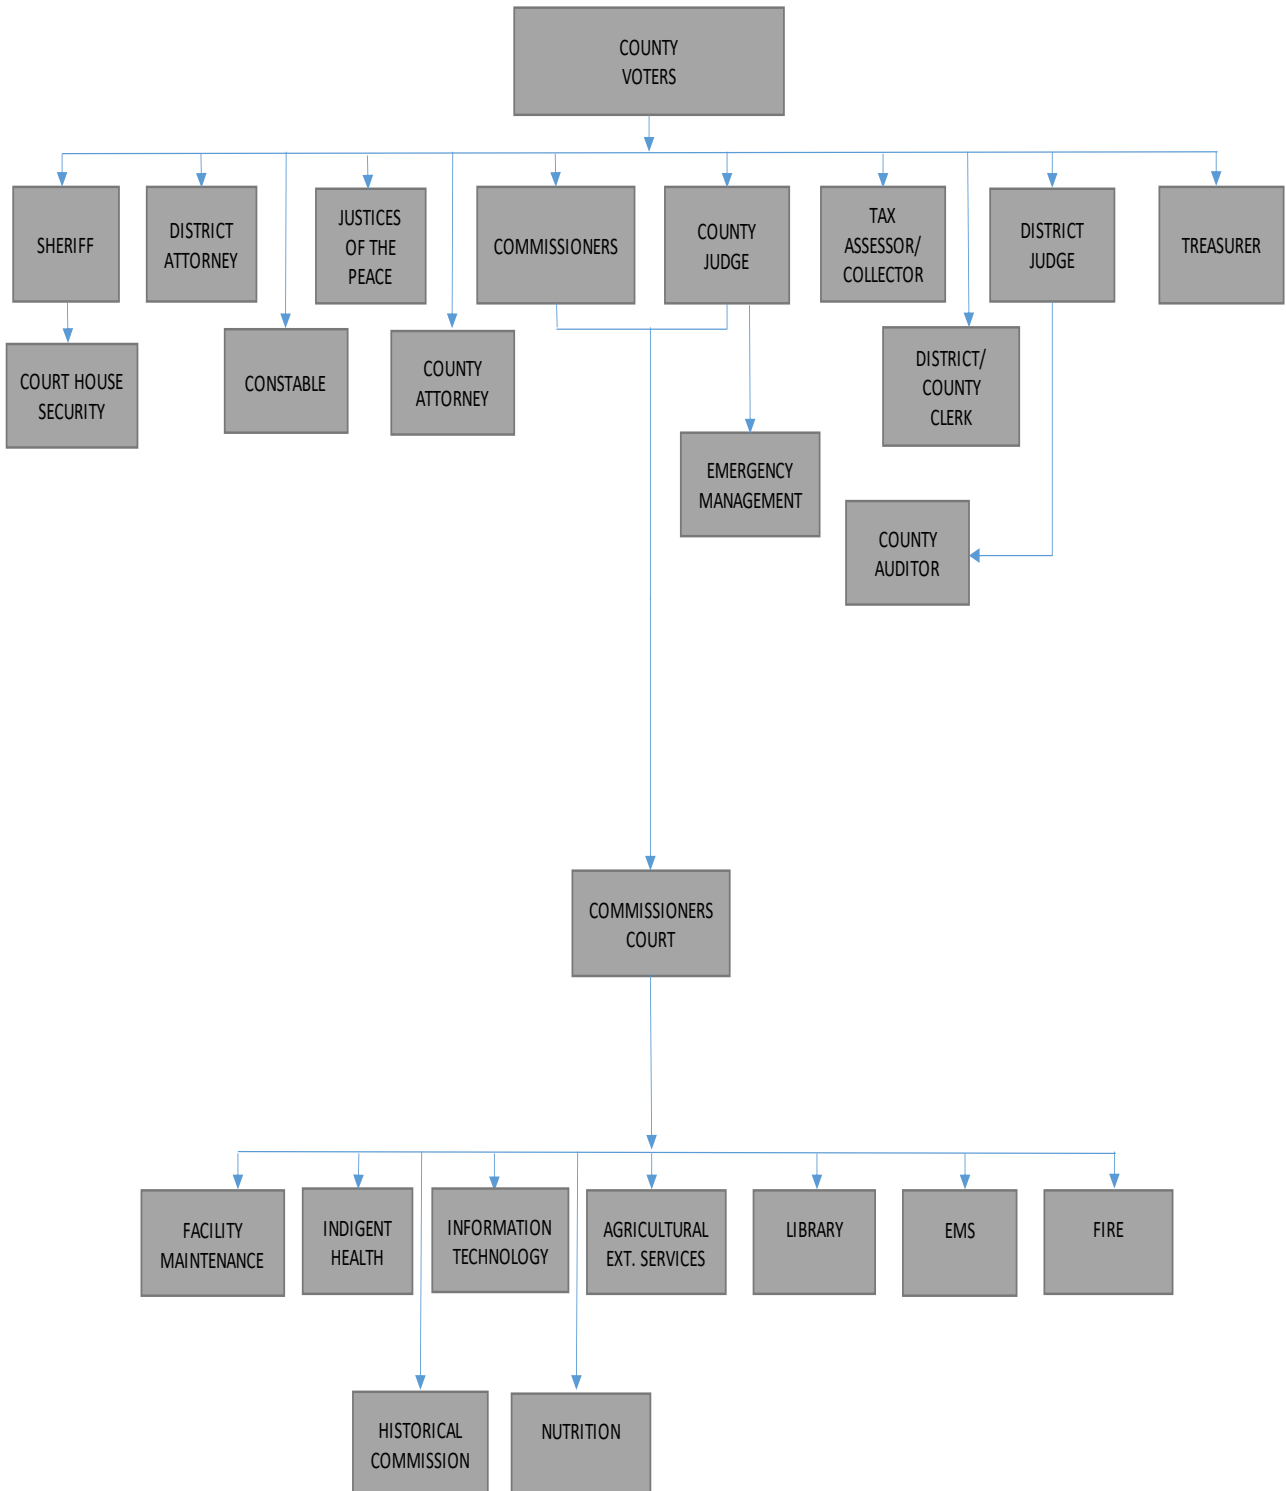 COUNTY
VOTERS
SHERIFF
DISTRICT
ATTORNEY
JUSTICES
OF THE
PEACE
COMMISSIONERS
COUNTY
JUDGE
TAX
ASSESSOR/
COLLECTOR
DISTRICT
JUDGE
TREASURER
COURT HOUSE
SECURITY
CONSTABLE
COUNTY
ATTORNEY
DISTRICT/
COUNTY
CLERK
EMERGENCY
MANAGEMENT
COUNTY
AUDITOR
COMMISSIONERS
COURT
FACILITY
MAINTENANCE
INDIGENT
HEALTH
INFORMATION
TECHNOLOGY
AGRICULTURAL
EXT. SERVICES
LIBRARY
EMS
FIRE
HISTORICAL
COMMISSION
NUTRITION